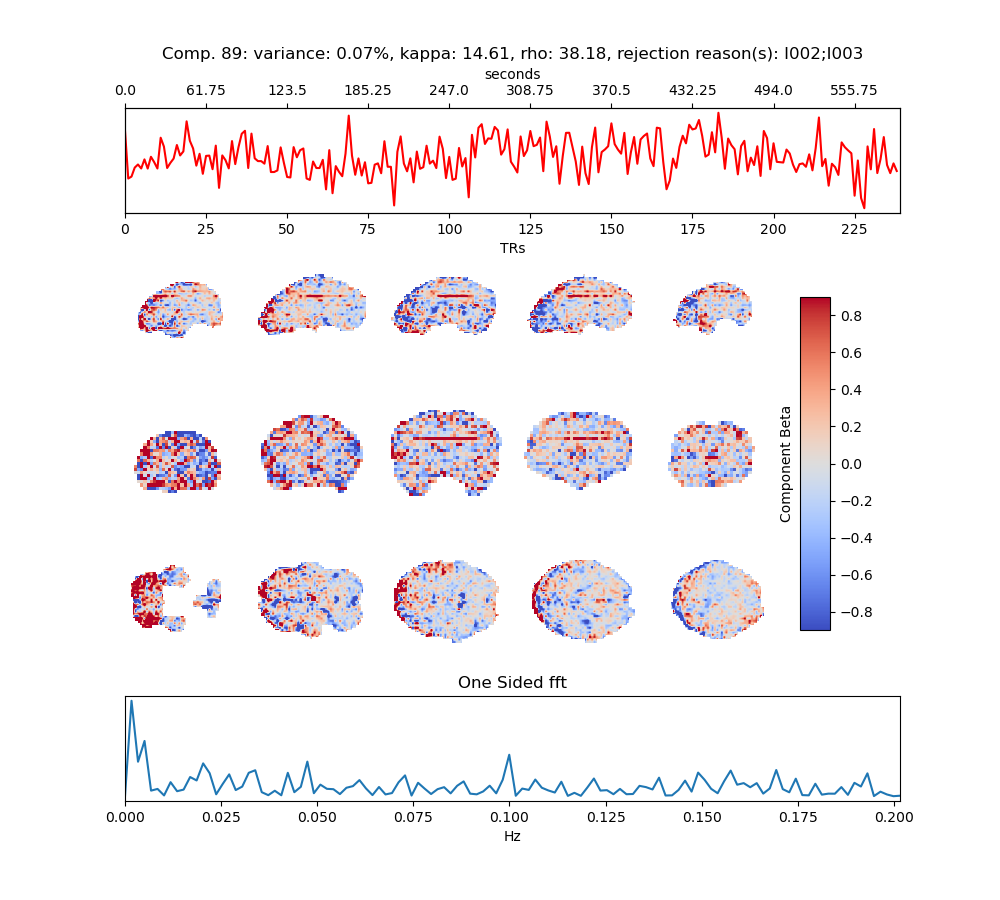 Comp. 89: variance: 0.07%, kappa: 14.61, rho: 38.18, rejection reason(s): I002;I003
seconds
0.0 61.75 123.5 185.25 247.0 308.75 370.5 432.25 494.0 555.75
0 25 50 75 100 125 150 175 200 225
TRs
0.8
0.6
0.4
0.2
0.0
−0.2
−0.4
−0.6
−0.8
Component Beta
One Sided fft
0.000 0.025 0.050 0.075 0.100 0.125 0.150 0.175 0.200
Hz